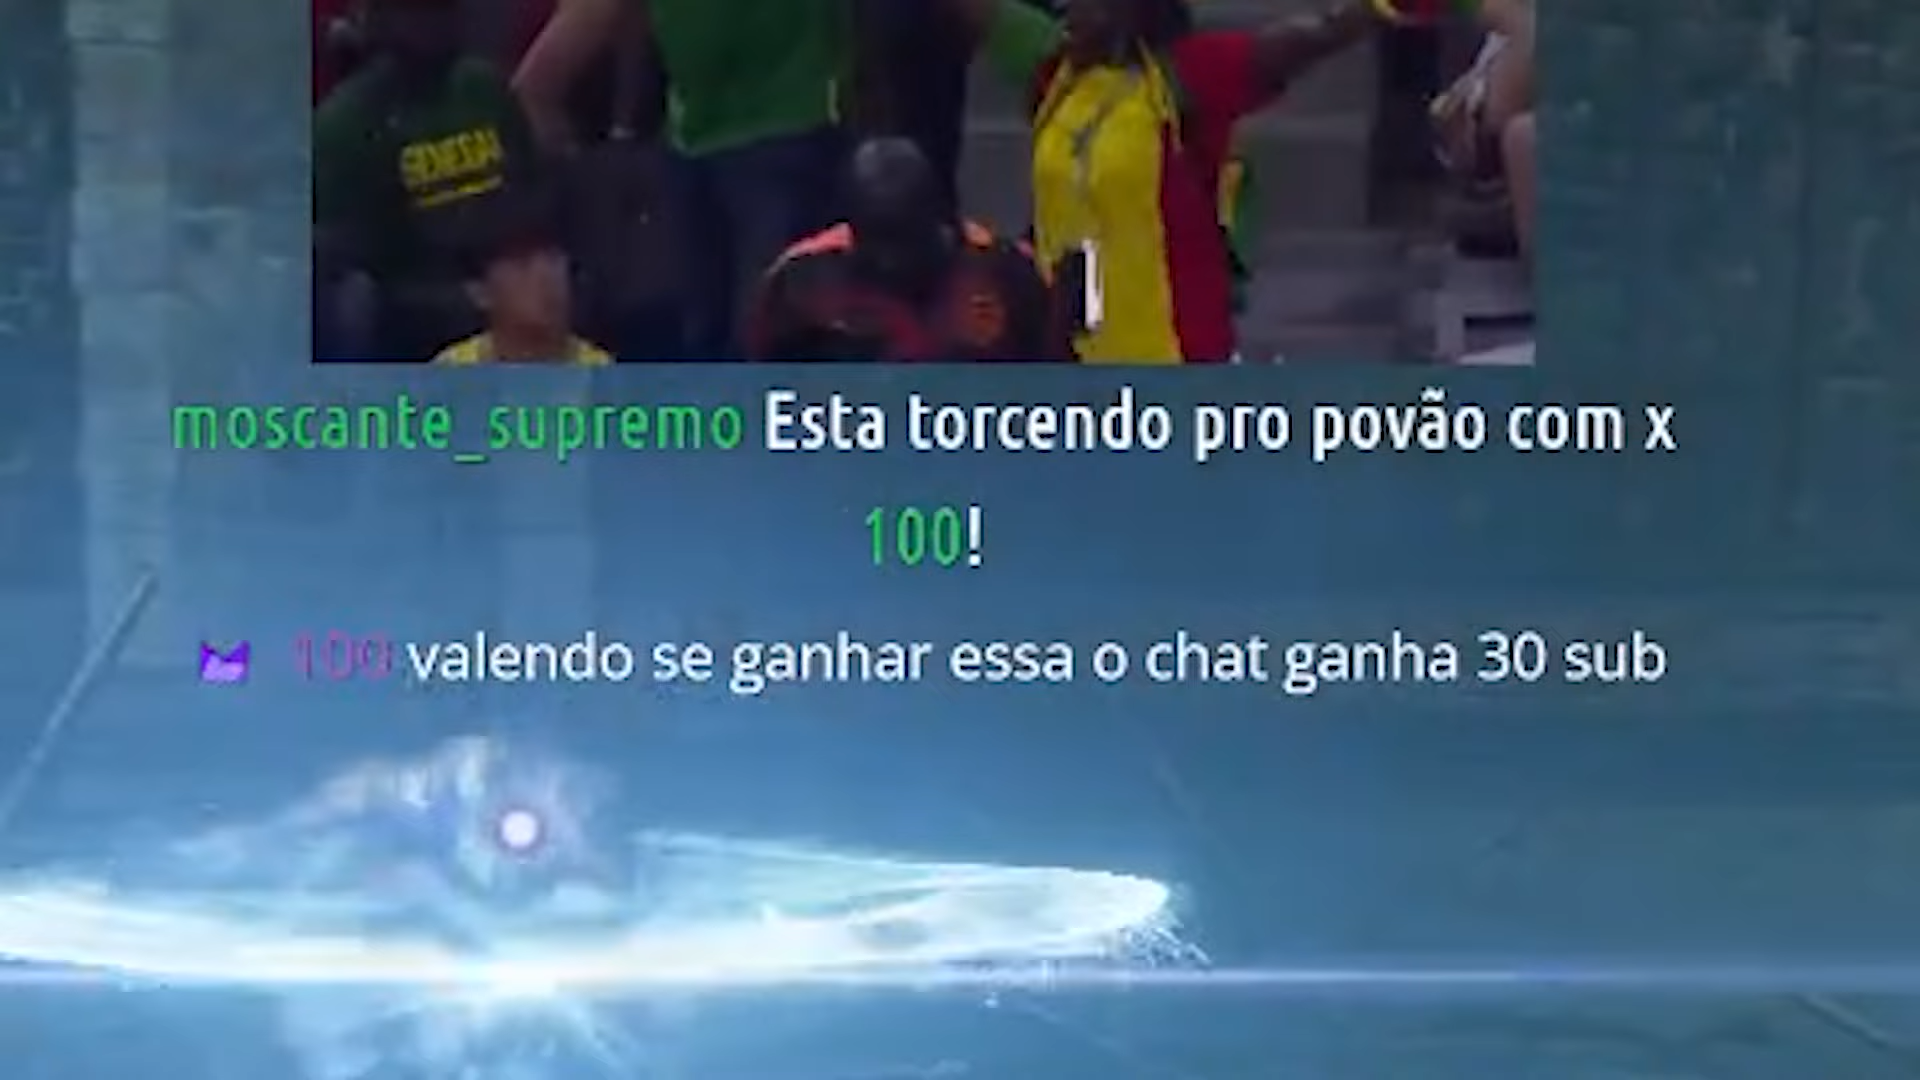 SENEGAL
moscante_supremo Esta torcendo pro povão com x
100!
100 valendo se ganhar essa o chat ganha 30 sub